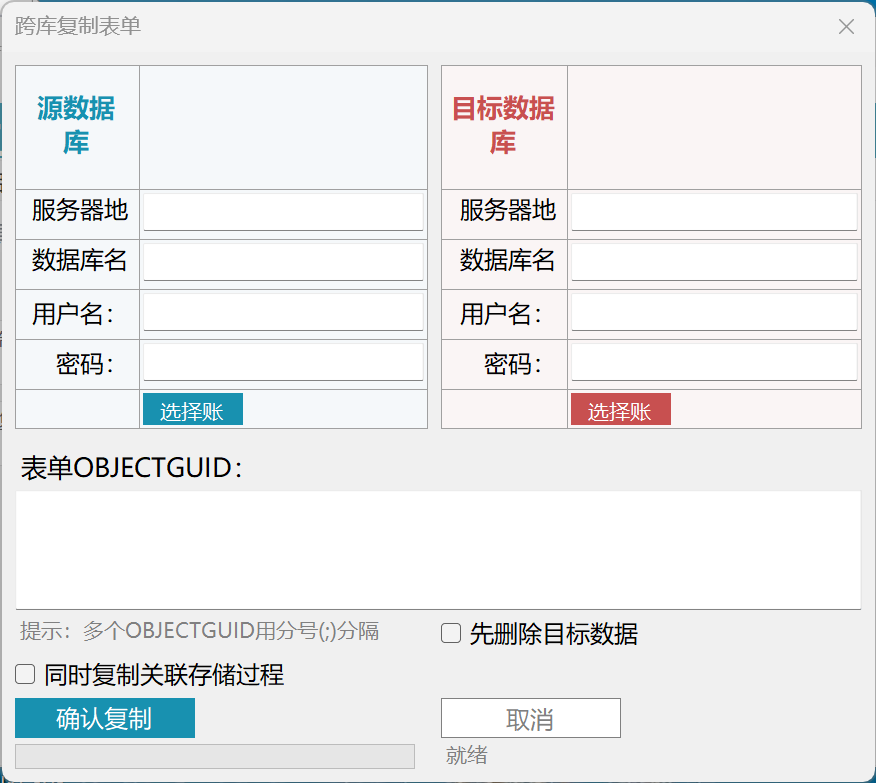 跨库复制表单
源数据
库
目标数据
库
服务器地
服务器地
数据库名
数据库名
用户名：
用户名：
密码：
密码：
选择账
选择账
表单OBJECTGUID：
提示：多个OBJECTGUID用分号(;)分隔
先删除目标数据
同时复制关联存储过程
确认复制
取消
就绪